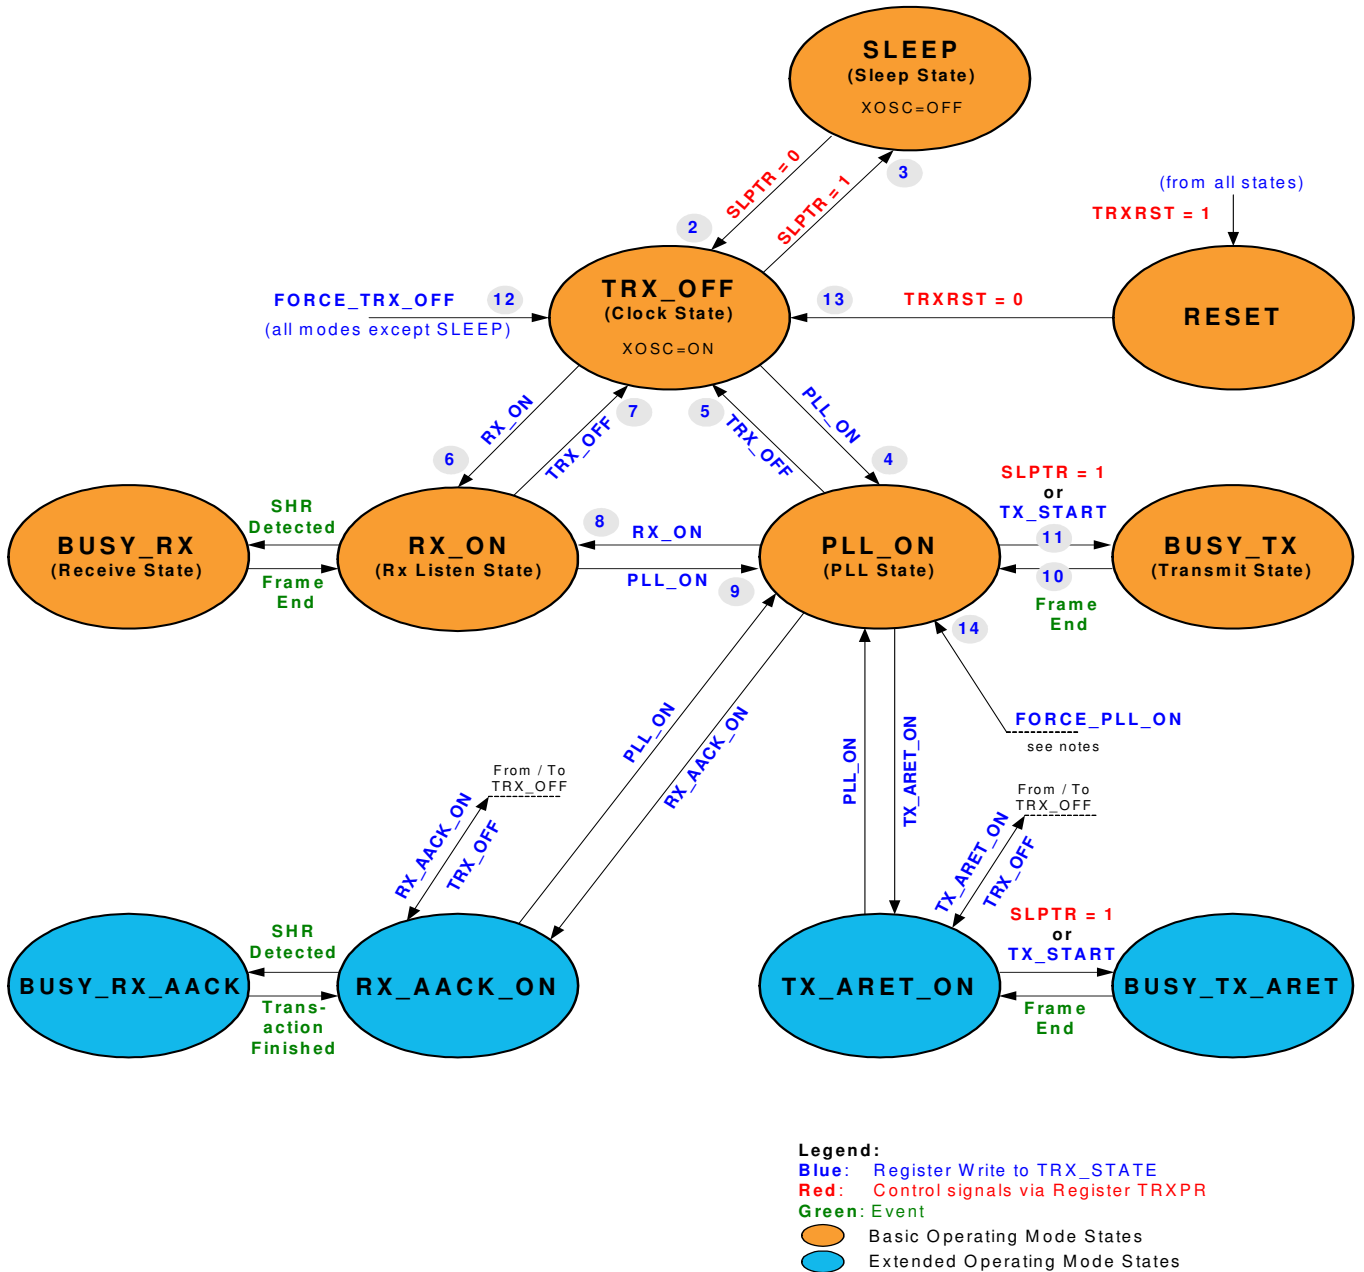 SLEEP
(Sleep State)
XOSC=OFF
SLPTR = 0
SLPTR = 1
3
2
(from all states)
TRXRST = 1
FORCE_TRX_OFF
12
(all modes except SLEEP)
TRX_OFF
(Clock State)
XOSC=ON
13
TRXRST = 0
RESET
RX_ON
7
TRX_OFF
6
5
TRX_OFF
PLL_ON
4
SHR
Detected
Frame
End
BUSY_RX
(Receive State)
RX_ON
(Rx Listen State)
8
RX_ON
PLL_ON
9
PLL_ON
(PLL State)
SLPTR = 1
or
TX_START
11
10
Frame
End
BUSY_TX
(Transmit State)
14
FORCE_PLL_ON
see notes
PLL_ON
RX_AACK_ON
PLL_ON
TX_ARET_ON
From / To
TRX_OFF
RX_AACK_ON
TRX_OFF
From / To
TRX_OFF
TX_ARET_ON
TRX_OFF
SHR
Detected
Trans-
action
Finished
BUSY_RX_AACK
RX_AACK_ON
TX_ARET_ON
SLPTR = 1
or
TX_START
Frame
End
BUSY_TX_ARET
Legend:
Blue: Register Write to TRX_STATE
Red: Control signals via Register TRXPR
Green: Event
Basic Operating Mode States
Extended Operating Mode States